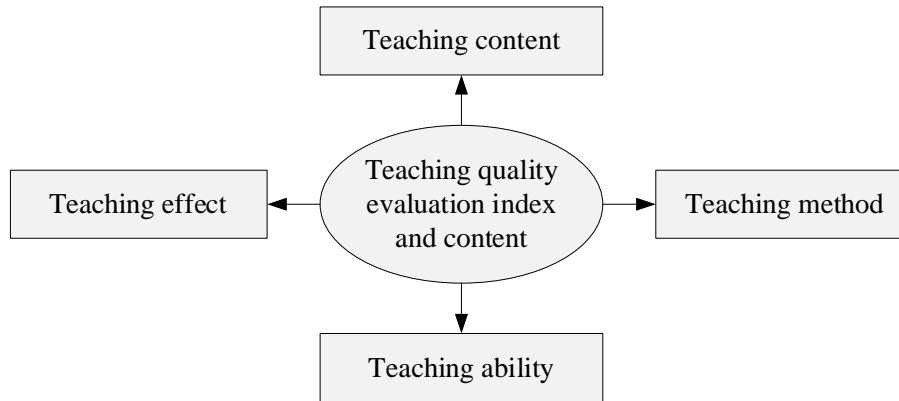 Teaching content
Teaching effect
Teaching quality
evaluation index
and content
Teaching method
Teaching ability